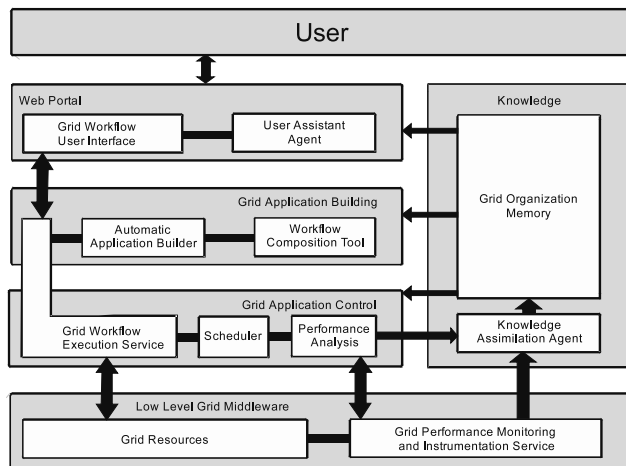 User
Web Portal
Grid Workflow
User Interface
User Assistant
Agent
Knowledge
Grid Organization
Memory
Grid Application Building
Automatic
Application Builder
Workflow
Composition Tool
Grid Application Control
Grid Workflow
Execution Service
Scheduler
Performance
Analysis
Knowledge
Assimilation Agent
Low Level Grid Middleware
Grid Resources
Grid Performance Monitoring
and Instrumentation Service